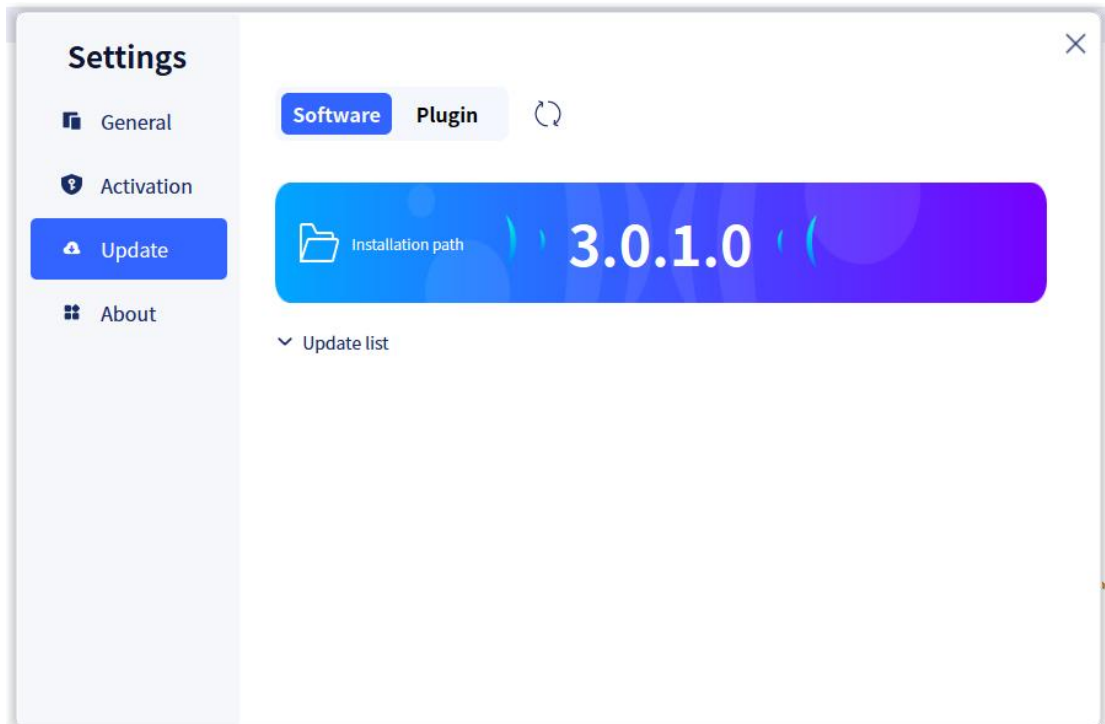 Settings
General
Activation
Update
About
Software Plugin
Installation path 3.0.1.0
Update list